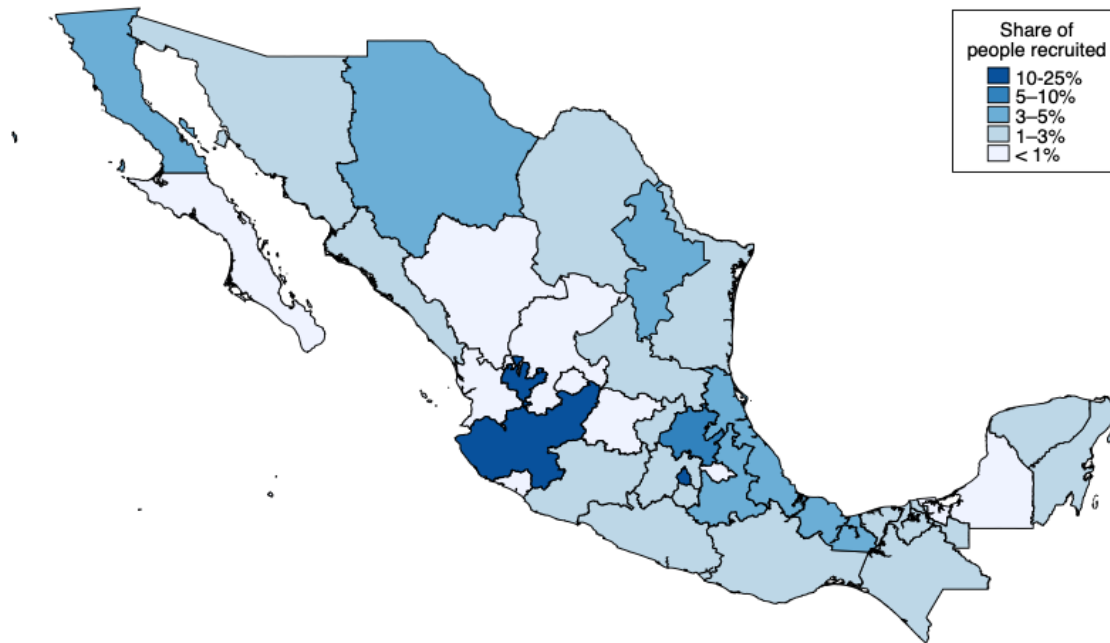 Share of
people recruited
10-25%
5–10%
3–5%
1–3%
< 1%